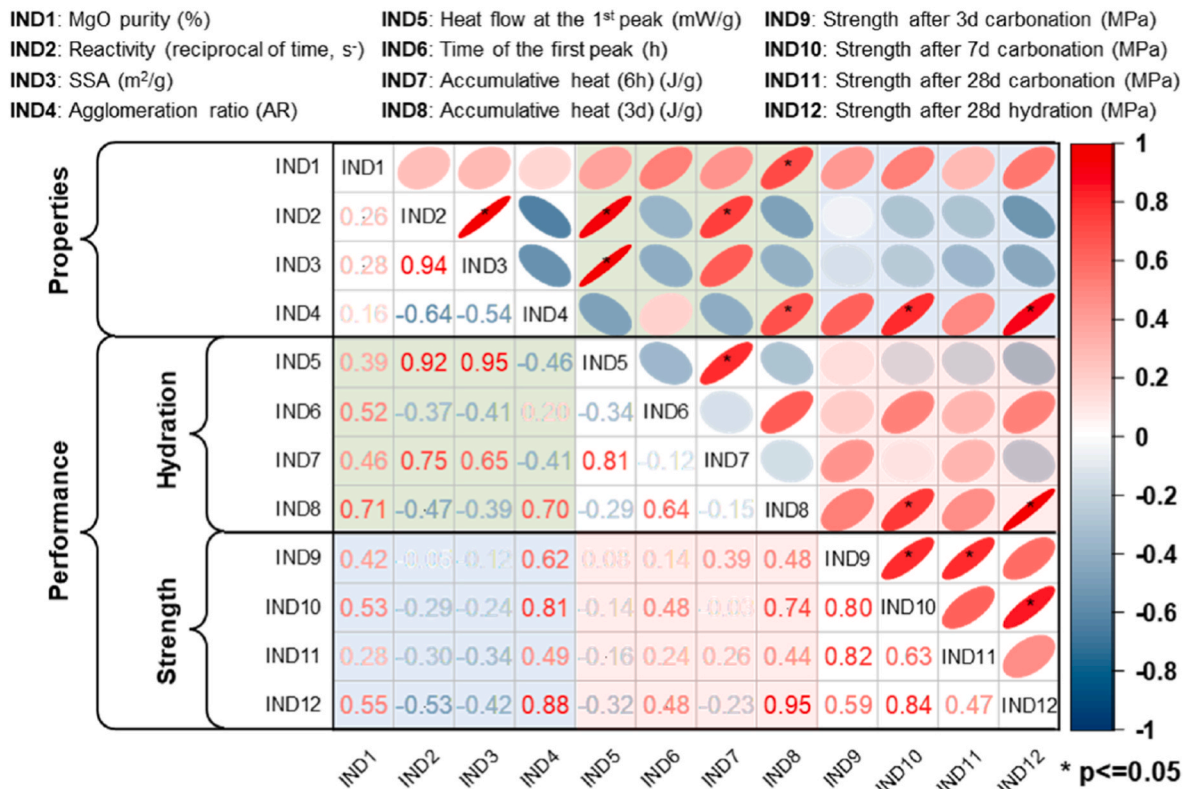 IND1: MgO purity (%) IND5: Heat flow at the 1st peak (mW/g) IND9: Strength after 3d carbonation (MPa)
IND2: Reactivity (reciprocal of time, s-) IND6: Time of the first peak (h) IND10: Strength after 7d carbonation (MPa)
IND3: SSA (m2/g) IND7: Accumulative heat (6h) (J/g) IND11: Strength after 28d carbonation (MPa)
IND4: Agglomeration ratio (AR) IND8: Accumulative heat (3d) (J/g) IND12: Strength after 28d hydration (MPa)
Properties
Performance
Hydration
Strength
IND1 IND1 * 1
IND2 0.26 IND2 * * * 0.8
IND3 0.28 0.94 IND3 * 0.6
IND4 0.16 -0.64 -0.54 IND4 * * * 0.4
IND5 0.39 0.92 0.95 -0.46 IND5 * 0.2
IND6 0.52 -0.37 -0.41 0.20 -0.34 IND6 0
IND7 0.46 0.75 0.65 -0.41 0.81 -0.12 IND7 -0.2
IND8 0.71 -0.47 -0.39 0.70 -0.29 0.64 -0.15 IND8 * * -0.4
IND9 0.42 -0.12 0.62 0.08 0.14 0.39 0.48 IND9 * *
IND10 0.53 -0.29 -0.24 0.81 -0.14 0.48 -0.03 0.74 0.80 IND10 * -0.6
IND11 0.28 -0.30 -0.34 0.49 -0.16 0.24 0.26 0.44 0.82 0.63 IND11 -0.8
IND12 0.55 -0.53 -0.42 0.88 -0.32 0.48 -0.23 0.95 0.59 0.84 0.47 IND12 -1
IND1 IND2 IND3 IND4 IND5 IND6 IND7 IND8 IND9 IND10 IND11 IND12
* p<=0.05